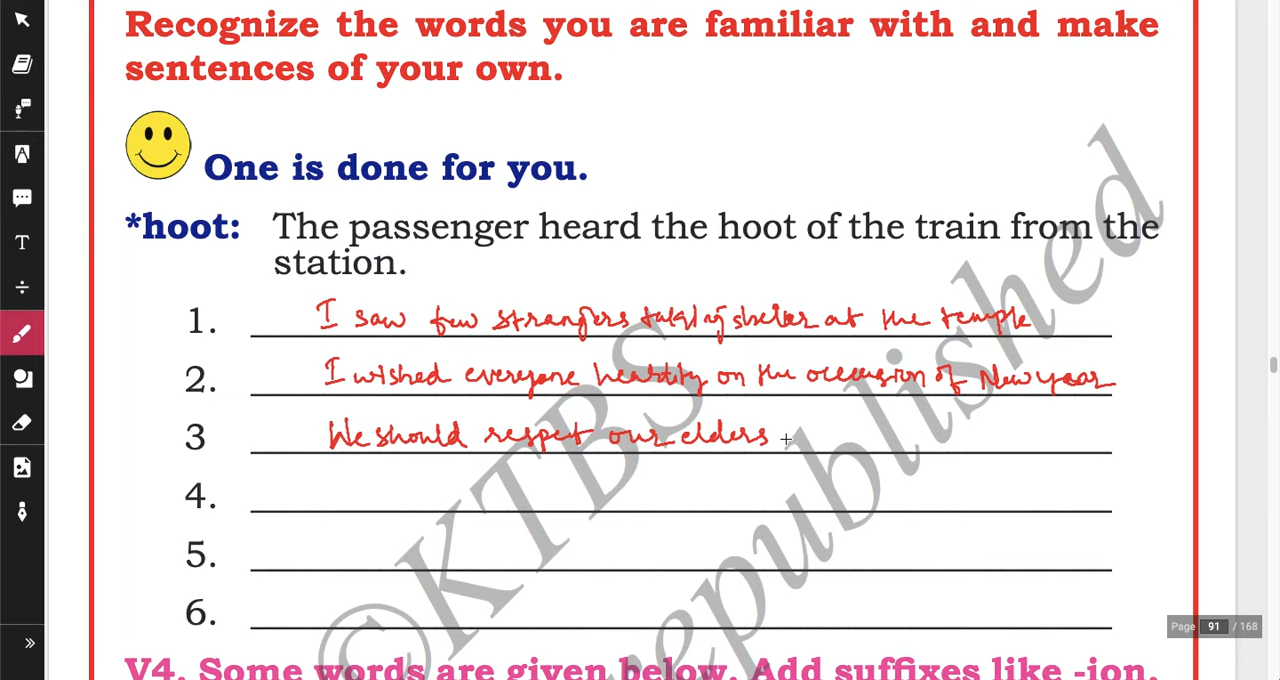 Recognize the words you are familiar with and make
sentences of your own.
One is done for you.
*hoot: The passenger heard the hoot of the train from the
station.
1. I saw few strangers taking shelter at the temple
2. I wished everyone heartily on the occasion of New year
3 We should respect our elders
4.
5.
6.
©KTBS
republished
Page 91 / 168
V4. Some words are given below. Add suffixes like -ion,